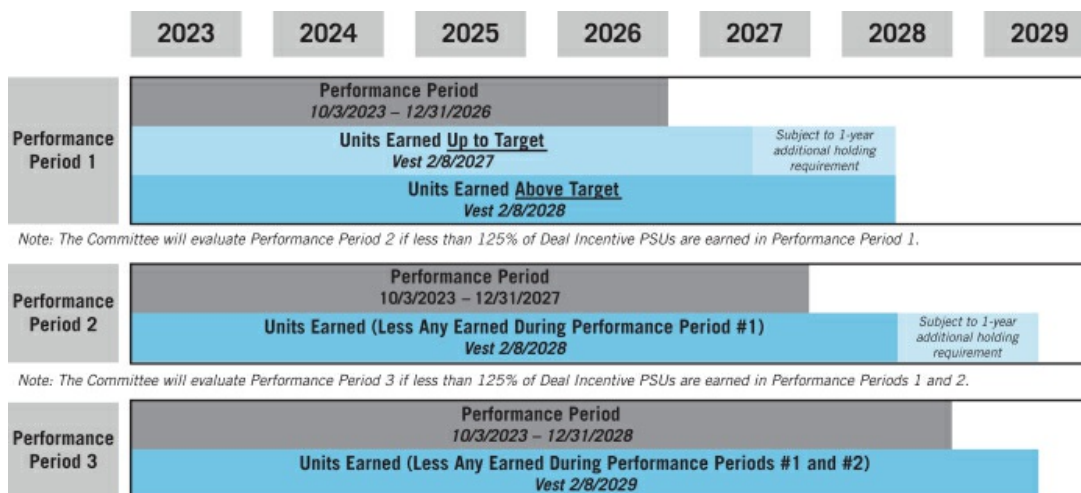 2023 2024 2025 2026 2027 2028 2029
Performance Period
10/3/2023 – 12/31/2026
Performance
Period 1
Units Earned Up to Target
Vest 2/8/2027
Subject to 1-year
additional holding
requirement
Units Earned Above Target
Vest 2/8/2028
Note: The Committee will evaluate Performance Period 2 if less than 125% of Deal Incentive PSUs are earned in Performance Period 1.
Performance
Period 2
Performance Period
10/3/2023 – 12/31/2027
Units Earned (Less Any Earned During Performance Period #1)
Vest 2/8/2028
Subject to 1-year
additional holding
requirement
Note: The Committee will evaluate Performance Period 3 if less than 125% of Deal Incentive PSUs are earned in Performance Periods 1 and 2.
Performance
Period 3
Performance Period
10/3/2023 – 12/31/2028
Units Earned (Less Any Earned During Performance Periods #1 and #2)
Vest 2/8/2029